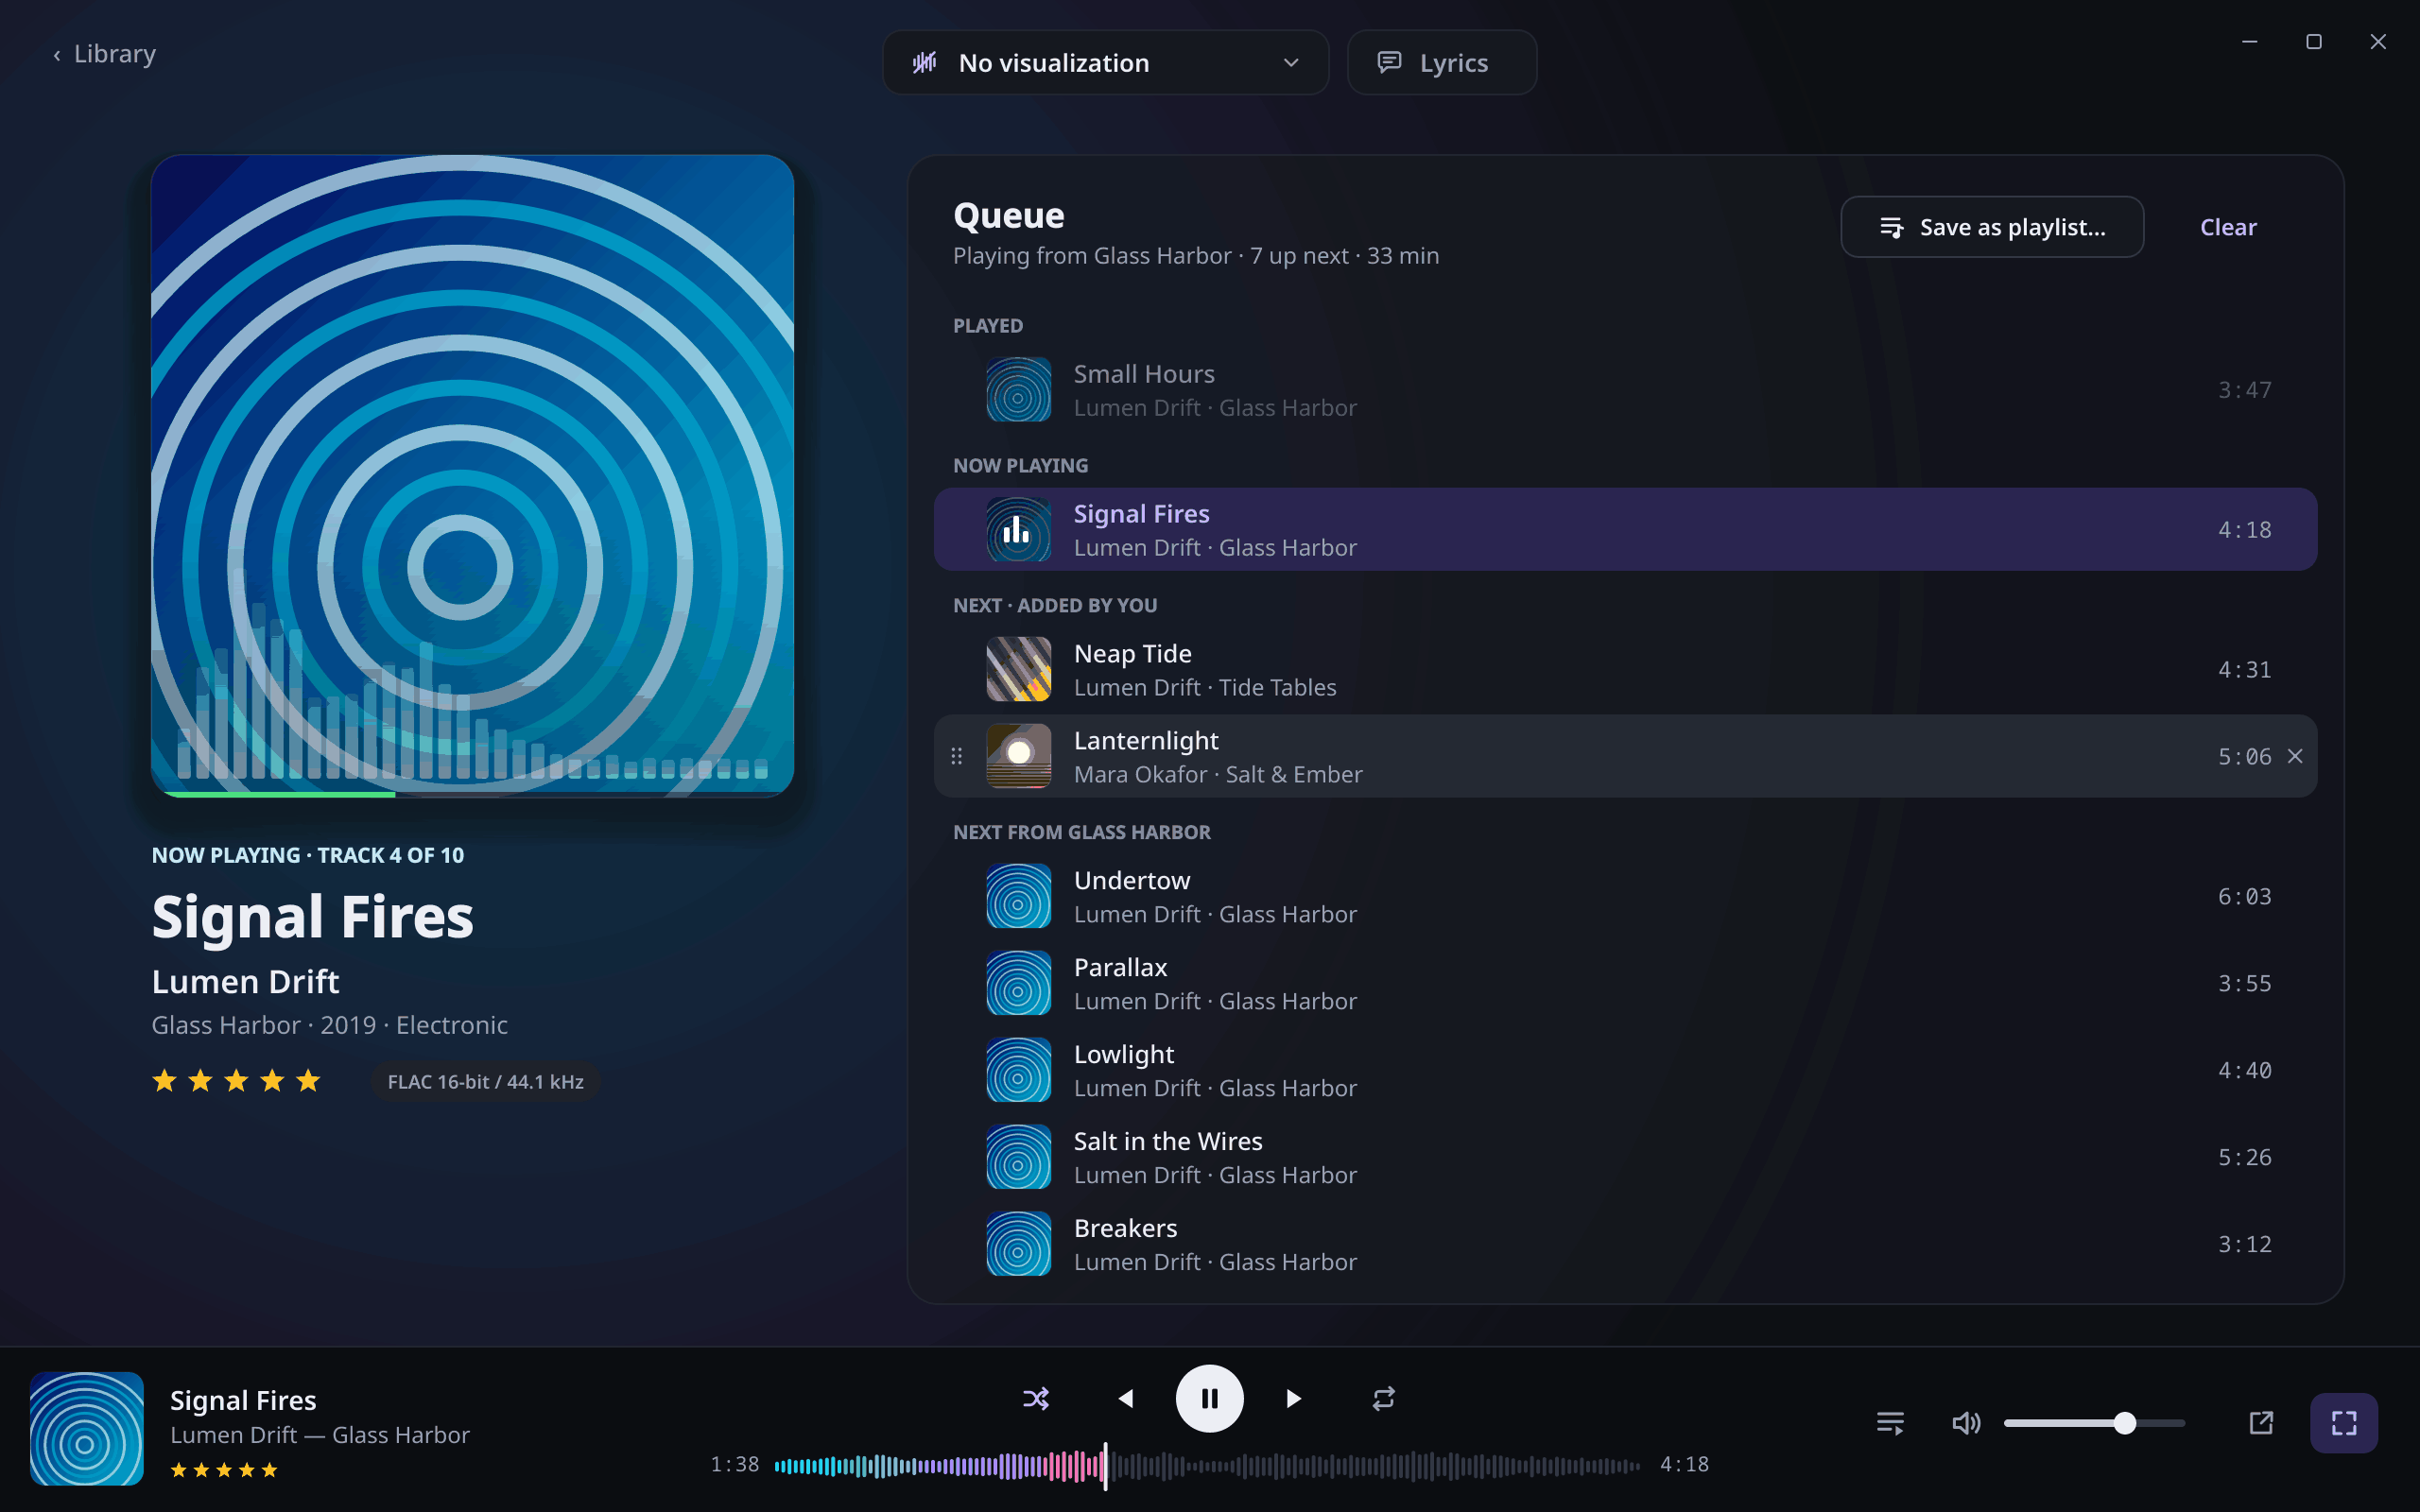 ‹ Library
No visualization
Lyrics
Queue
Playing from Glass Harbor · 7 up next · 33 min
Save as playlist...
Clear
PLAYED
Small Hours
Lumen Drift · Glass Harbor
3:47
NOW PLAYING
Signal Fires
Lumen Drift · Glass Harbor
4:18
NEXT · ADDED BY YOU
Neap Tide
Lumen Drift · Tide Tables
4:31
Lanternlight
Mara Okafor · Salt & Ember
5:06
NEXT FROM GLASS HARBOR
Undertow
Lumen Drift · Glass Harbor
6:03
Parallax
Lumen Drift · Glass Harbor
3:55
Lowlight
Lumen Drift · Glass Harbor
4:40
Salt in the Wires
Lumen Drift · Glass Harbor
5:26
Breakers
Lumen Drift · Glass Harbor
3:12
NOW PLAYING · TRACK 4 OF 10
Signal Fires
Lumen Drift
Glass Harbor · 2019 · Electronic
FLAC 16-bit / 44.1 kHz
Signal Fires
Lumen Drift — Glass Harbor
1:38
4:18